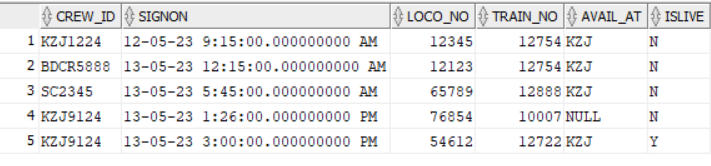 CREW_ID SIGNON LOCO_NO TRAIN_NO AVAIL_AT ISLIVE
1 KZJ1224 12-05-23 9:15:00.000000000 AM 12345 12754 KZJ N
2 BDCR5888 13-05-23 12:15:00.000000000 AM 12123 12754 KZJ N
3 SC2345 13-05-23 5:45:00.000000000 AM 65789 12888 KZJ N
4 KZJ9124 13-05-23 1:26:00.000000000 PM 76854 10007 NULL N
5 KZJ9124 13-05-23 3:00:00.000000000 PM 54612 12722 KZJ Y